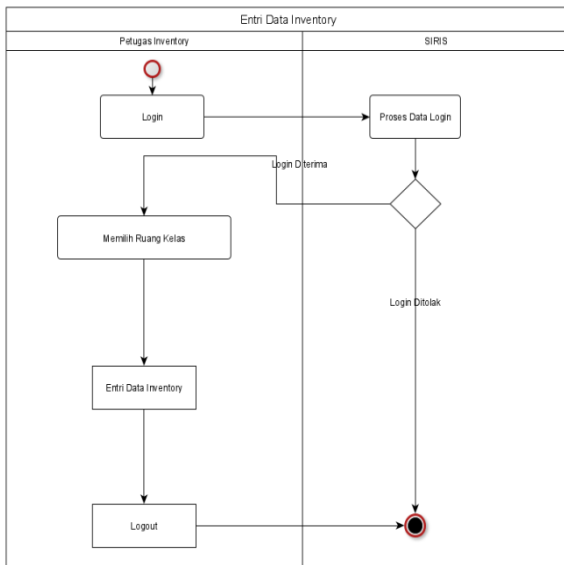 Entri Data Inventory
Petugas Inventory
SIRIS
Login
Proses Data Login
Login Diterima
Memilih Ruang Kelas
Login Ditolak
Entri Data Inventory
Logout